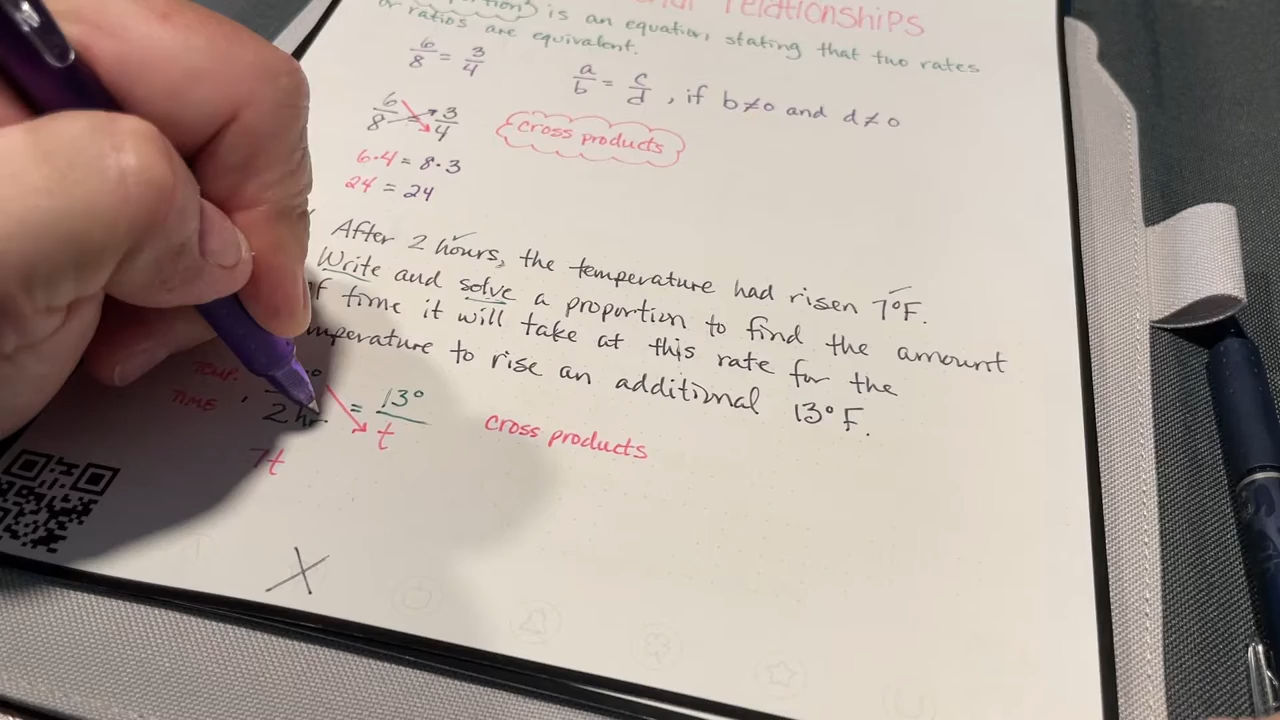 relationships
is an equation, stating that two rates
or ratios are equivalent.
6/8 = 3/4
a/b = c/d, if b≠0 and d≠0
6/8 = 3/4
cross products
6·4 = 8·3
24 = 24
After 2 hours, the temperature had risen 7°F.
Write and solve a proportion to find the amount
of time it will take at this rate for the
temperature to rise an additional 13°F.
TEMP.
TIME
2 hr = 13°/t
cross products
7t
X